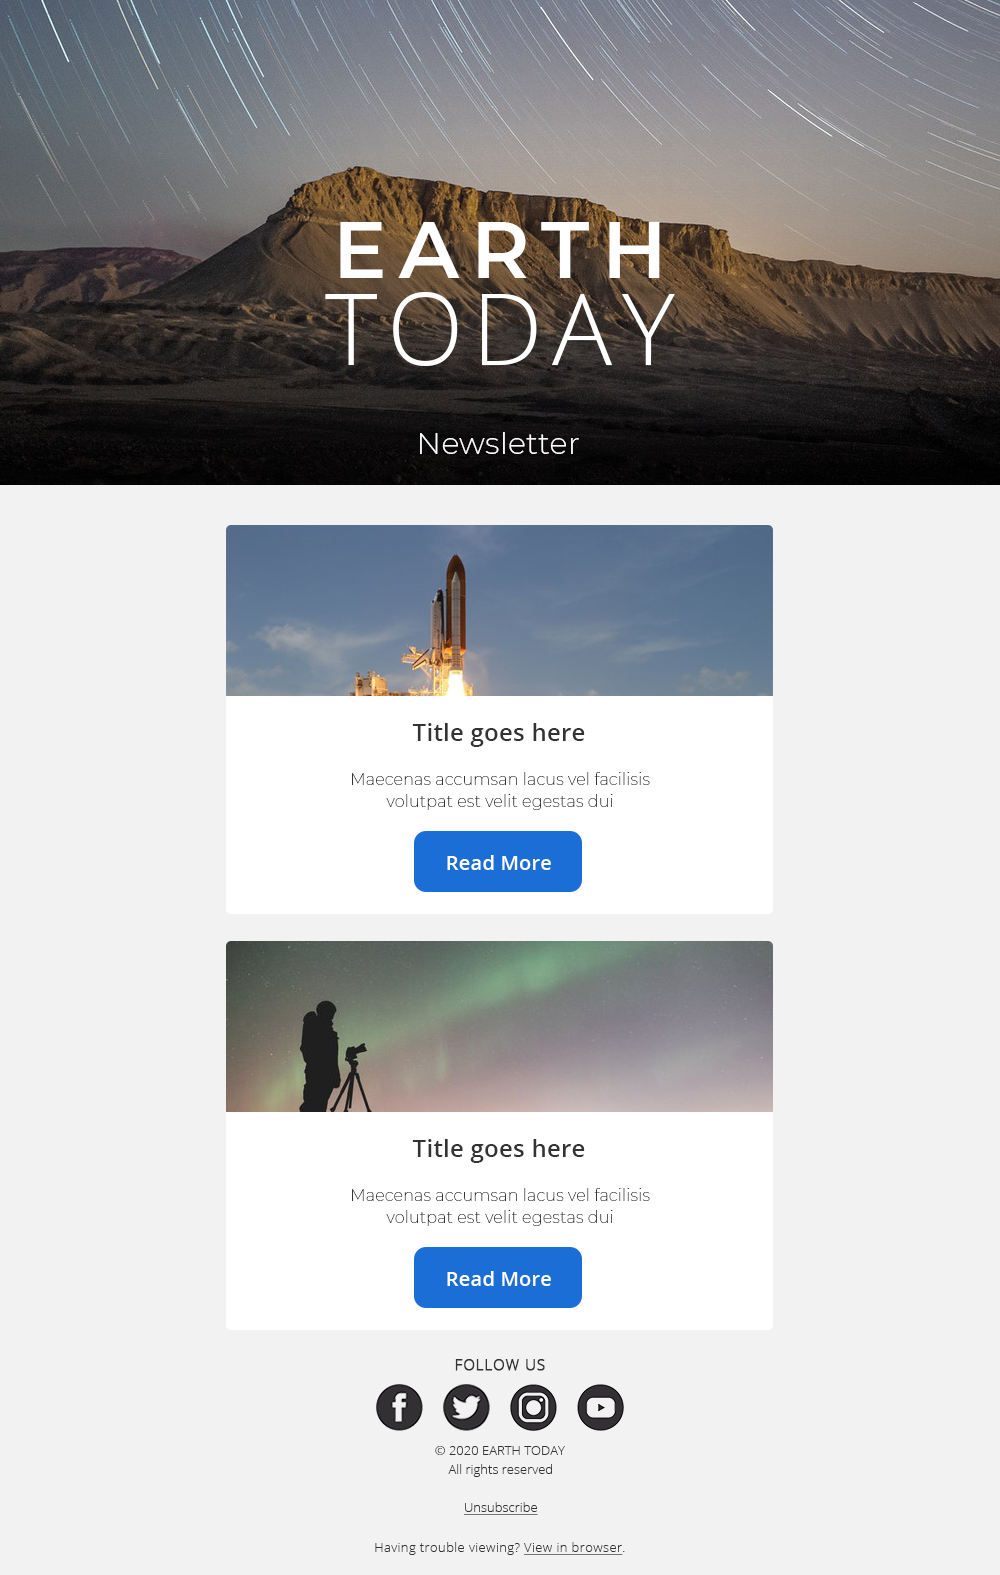 EARTH
TODAY
Newsletter
Title goes here
Maecenas accumsan lacus vel facilisis
volutpat est velit egestas dui
Read More
Title goes here
Maecenas accumsan lacus vel facilisis
volutpat est velit egestas dui
Read More
FOLLOW US
© 2020 EARTH TODAY
All rights reserved
Unsubscribe
Having trouble viewing? View in browser.